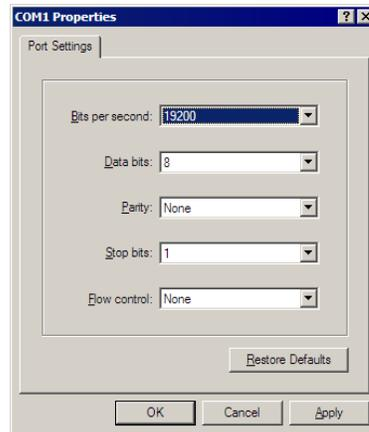 COM1 Properties
Port Settings
Bits per second: 19200
Data bits: 8
Parity: None
Stop bits: 1
Flow control: None
Restore Defaults
OK Cancel Apply